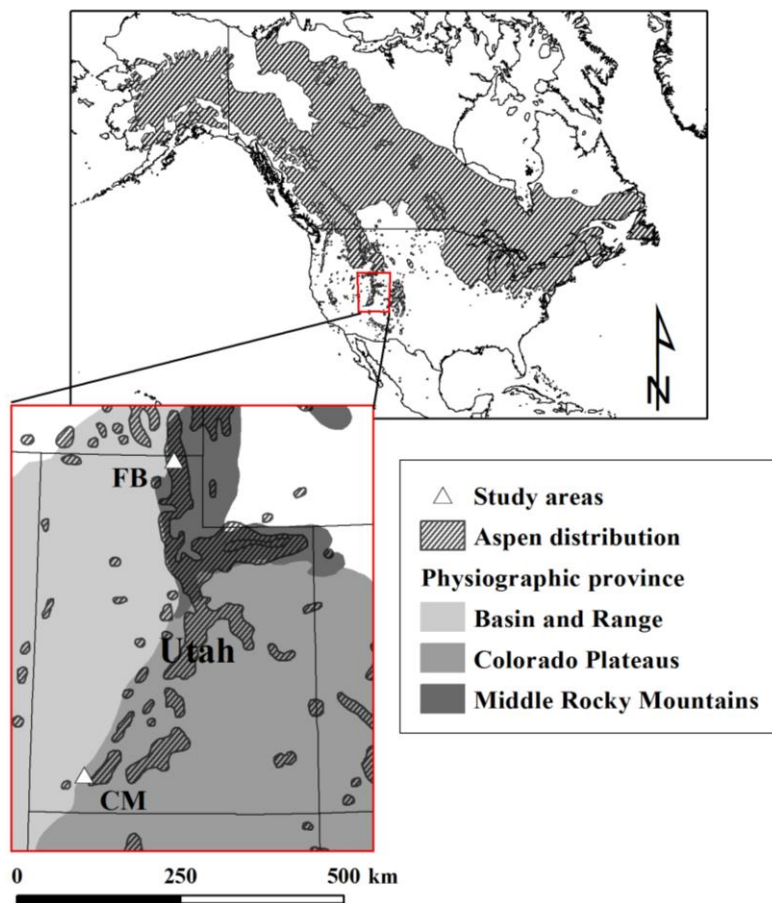 N
FB
Utah
CM
Study areas
Aspen distribution
Physiographic province
Basin and Range
Colorado Plateaus
Middle Rocky Mountains
0 250 500 km